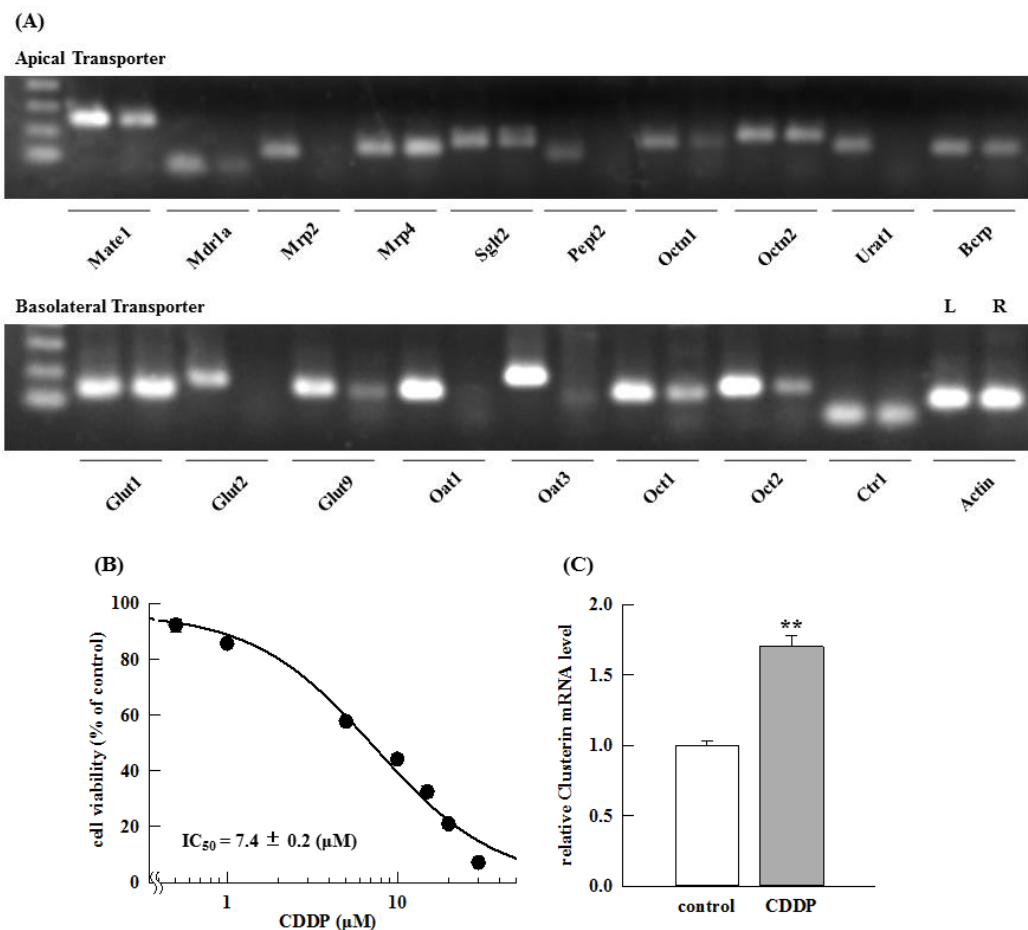 (A)
Apical Transporter
Mate1 Mdr1a Mrp2 Mrp4 Sglt2 Pept2 Octn1 Octn2 Urat1 Bcrp
Basolateral Transporter L R
Glut1 Glut2 Glut9 Oat1 Oat3 Oct1 Oct2 Ctr1 Actin
(B)
cell viability (% of control)
100
80
60
40
20
0
IC50 = 7.4 ± 0.2 (µM)
1 10
CDDP (µM)
(C)
relative Clusterin mRNA level
2.0
1.5
1.0
0.5
0.0
**
control CDDP